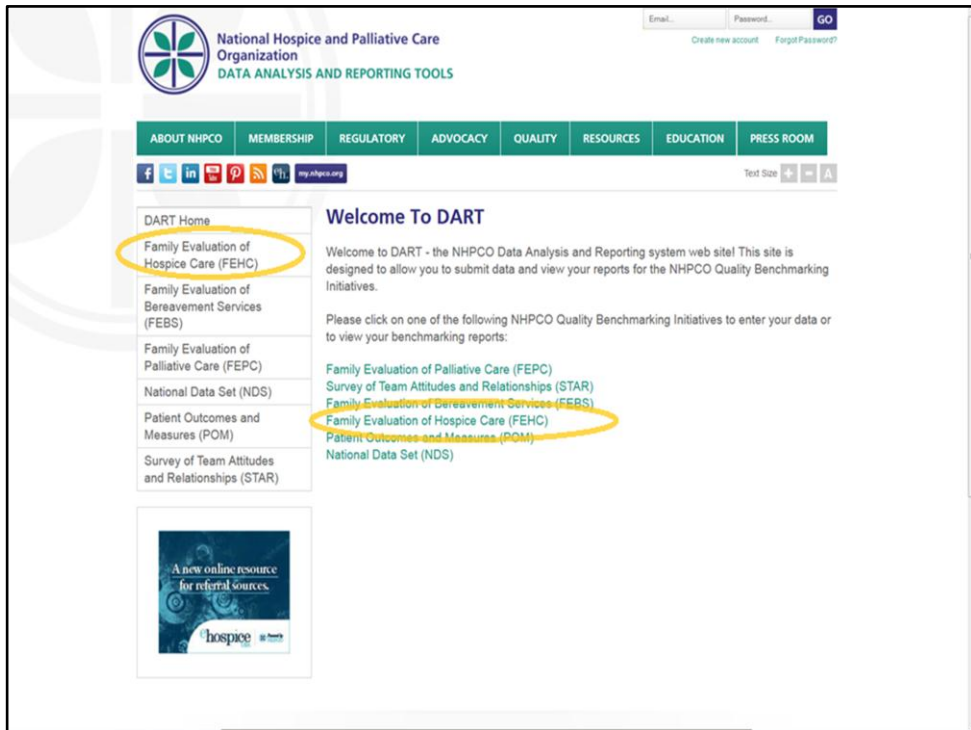 Email...
Password...
GO
Create new account
Forgot Password?
National Hospice and Palliative Care
Organization
DATA ANALYSIS AND REPORTING TOOLS
ABOUT NHPCO
MEMBERSHIP
REGULATORY
ADVOCACY
QUALITY
RESOURCES
EDUCATION
PRESS ROOM
my.nhpco.org
Text Size + - A
DART Home
Family Evaluation of
Hospice Care (FEHC)
Family Evaluation of
Bereavement Services
(FEBS)
Family Evaluation of
Palliative Care (FEPC)
National Data Set (NDS)
Patient Outcomes and
Measures (POM)
Survey of Team Attitudes
and Relationships (STAR)
Welcome To DART
Welcome to DART - the NHPCO Data Analysis and Reporting system web site! This site is
designed to allow you to submit data and view your reports for the NHPCO Quality Benchmarking
Initiatives.
Please click on one of the following NHPCO Quality Benchmarking Initiatives to enter your data or
to view your benchmarking reports:
Family Evaluation of Palliative Care (FEPC)
Survey of Team Attitudes and Relationships (STAR)
Family Evaluation of Bereavement Services (FEBS)
Family Evaluation of Hospice Care (FEHC)
Patient Outcomes and Measures (POM)
National Data Set (NDS)
A new online resource
for referral sources.
ehospice